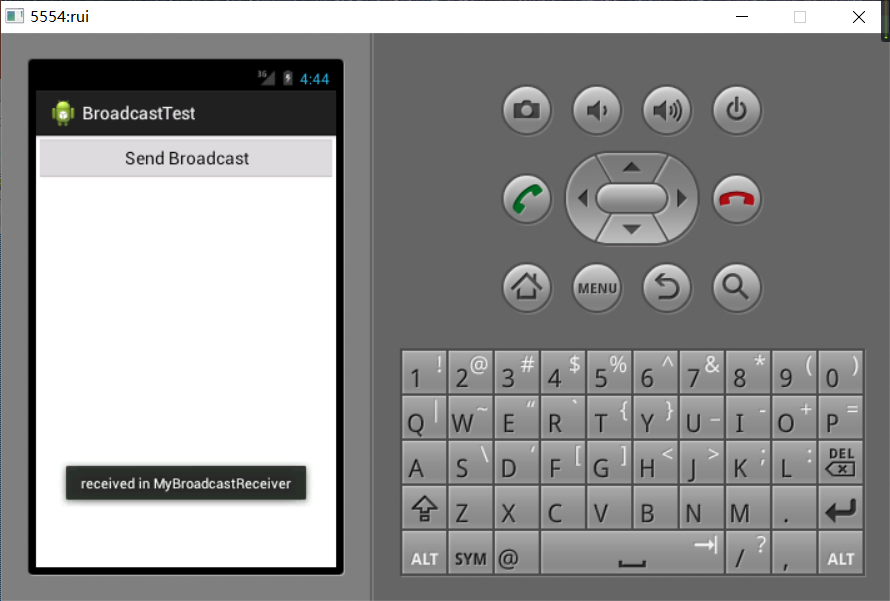 5554:rui
3G 4:44
BroadcastTest
Send Broadcast
received in MyBroadcastReceiver
MENU
1 ! 2 @ 3 # 4 $ 5 % 6 ^ 7 & 8 * 9 ( 0 )
Q | W ~ E “ R ` T { Y } U _ I - O + P =
A S \ D ‘ F [ G ] H < J > K ; L : DEL
Z X C V B N M .
ALT SYM @ / ? , ALT